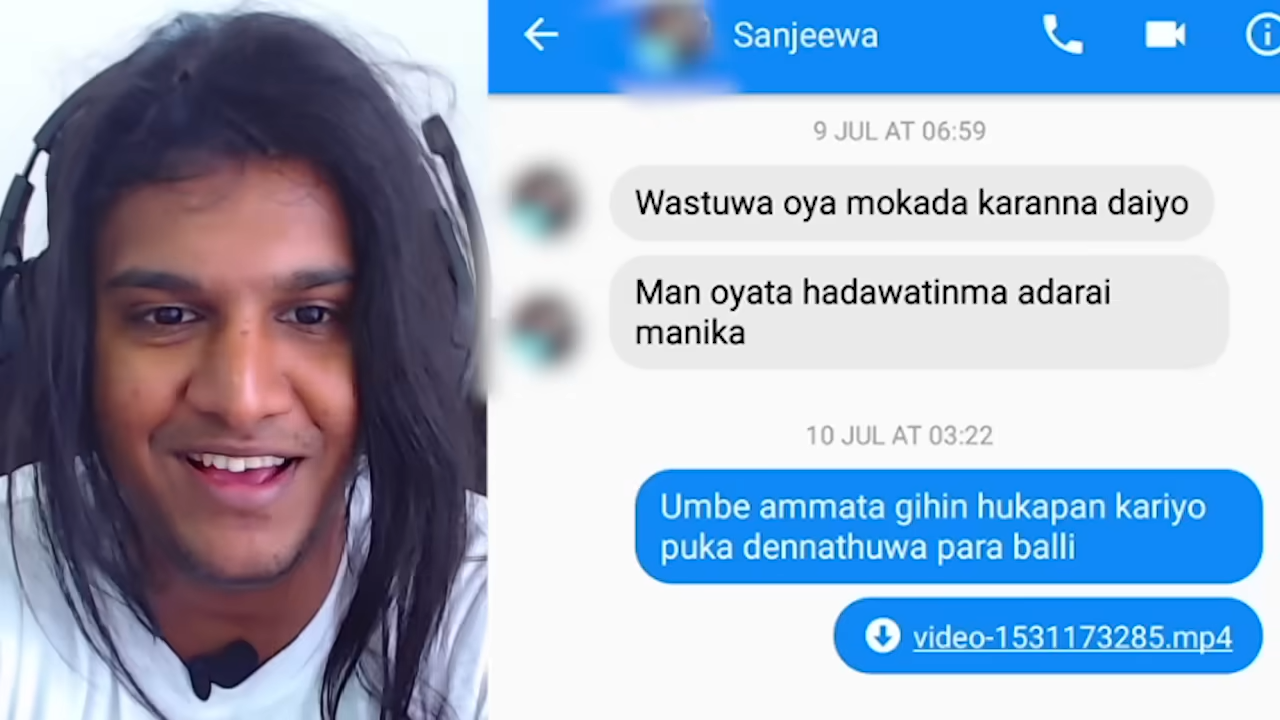 Sanjeewa
9 JUL AT 06:59
Wastuwa oya mokada karanna daiyo
Man oyata hadawatinma adarai
manika
10 JUL AT 03:22
Umbe ammata gihin hukapan kariyo
puka dennathuwa para balli
video-1531173285.mp4